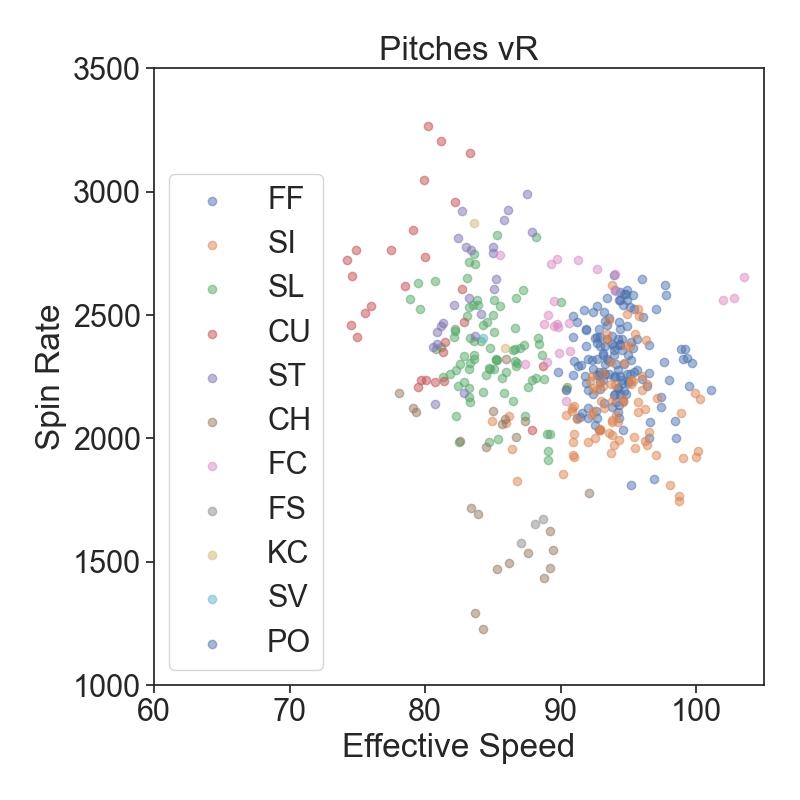 Pitches vR
3500
3000
2500
2000
1500
1000
Spin Rate
FF
SI
SL
CU
ST
CH
FC
FS
KC
SV
PO
60 70 80 90 100
Effective Speed